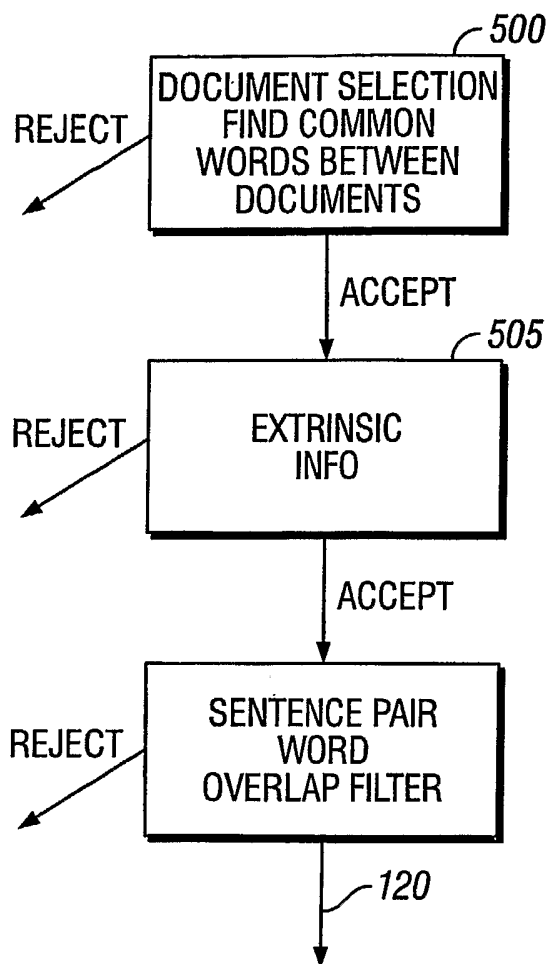 500
DOCUMENT SELECTION
FIND COMMON
WORDS BETWEEN
DOCUMENTS
REJECT
ACCEPT
505
EXTRINSIC
INFO
REJECT
ACCEPT
SENTENCE PAIR
WORD
OVERLAP FILTER
REJECT
120